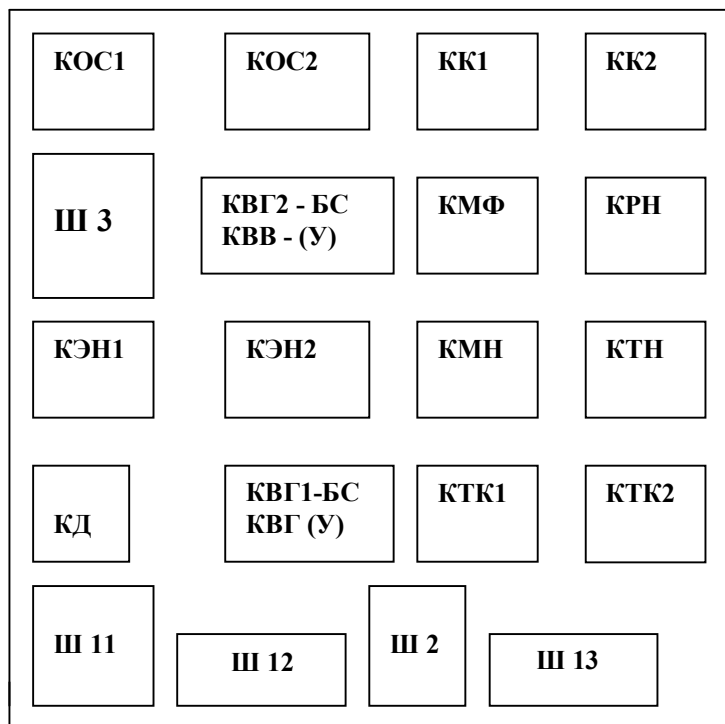 КОС1
КОС2
КК1
КК2
Ш 3
КВГ2 - БС
КВВ - (У)
КМФ
КРН
КЭН1
КЭН2
КМН
КТН
КД
КВГ1-БС
КВГ (У)
КТК1
КТК2
Ш 11
Ш 12
Ш 2
Ш 13